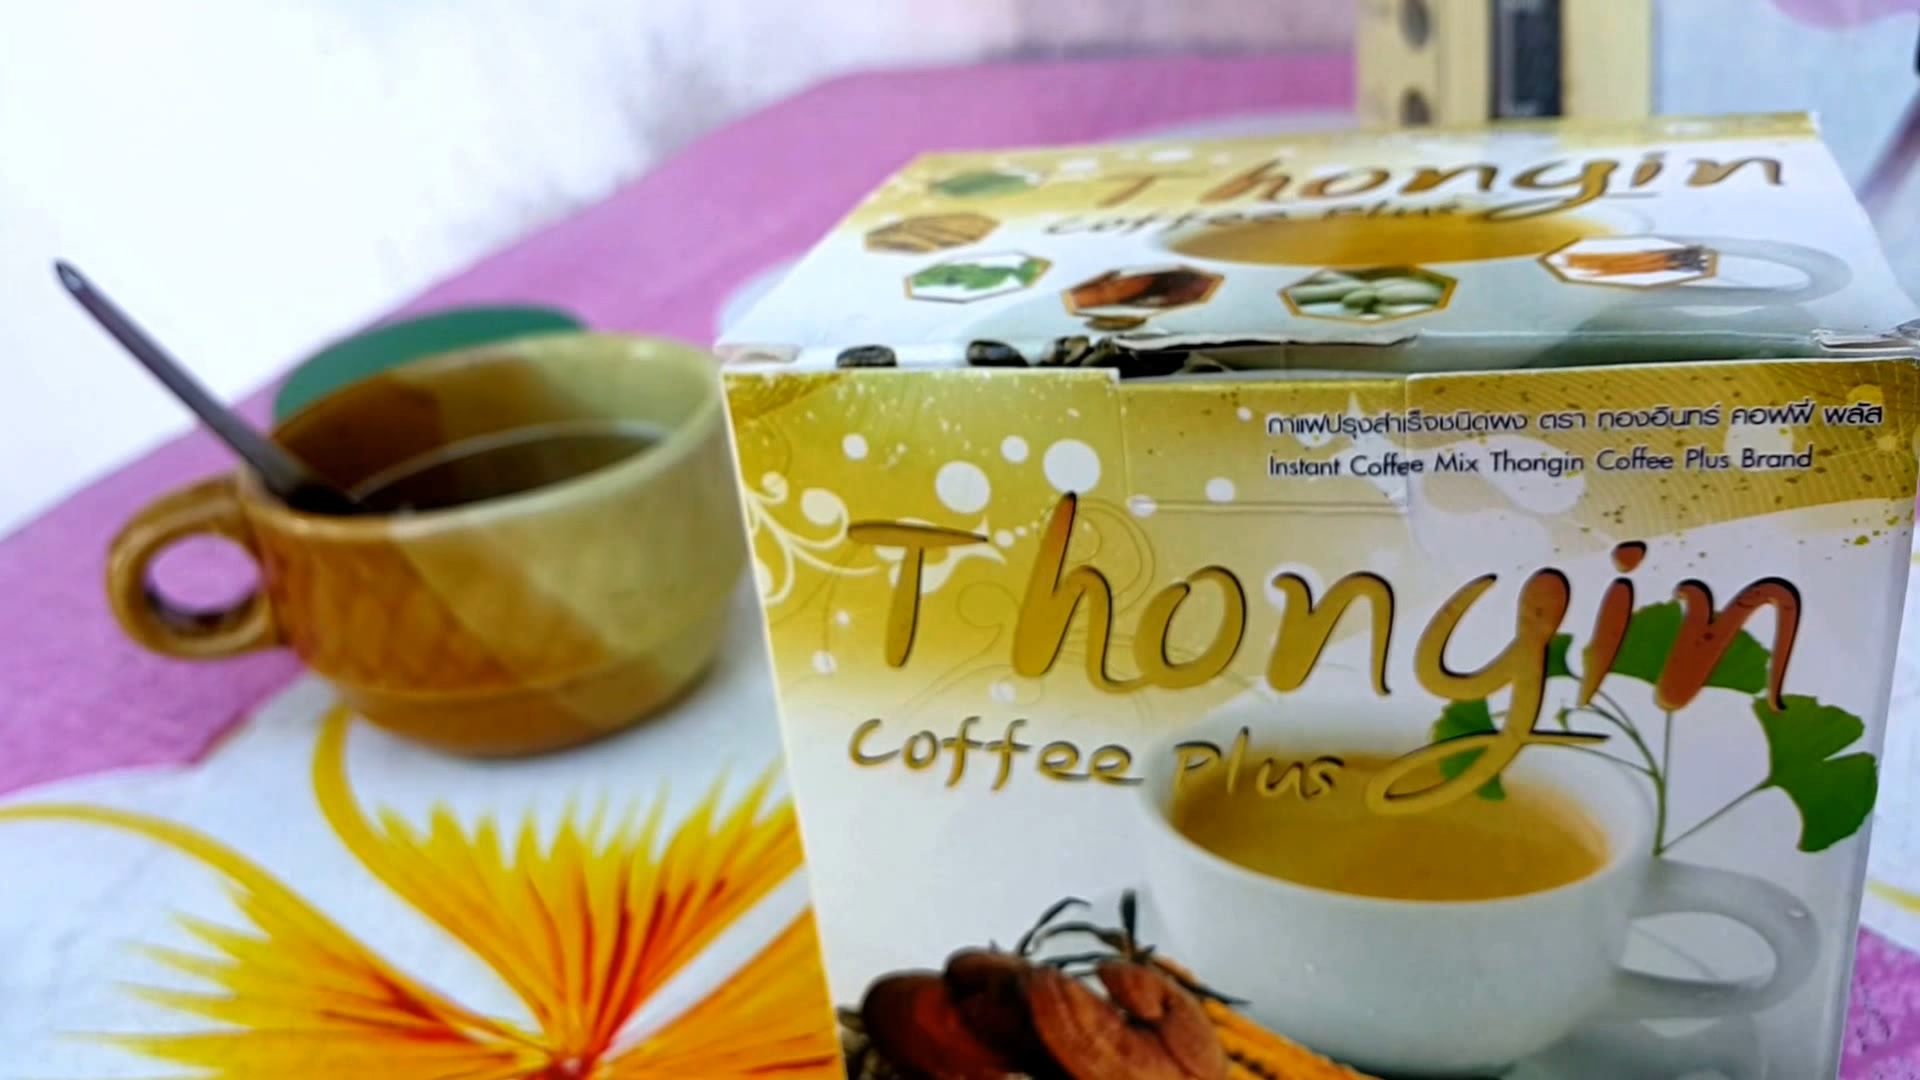 Thongin
Coffee Plus
กาแฟปรุงสำเร็จชนิดผง ตรา ทองอินทร์ คอฟฟี่ พลัส
Instant Coffee Mix Thongin Coffee Plus Brand
Thongin
Coffee Plus